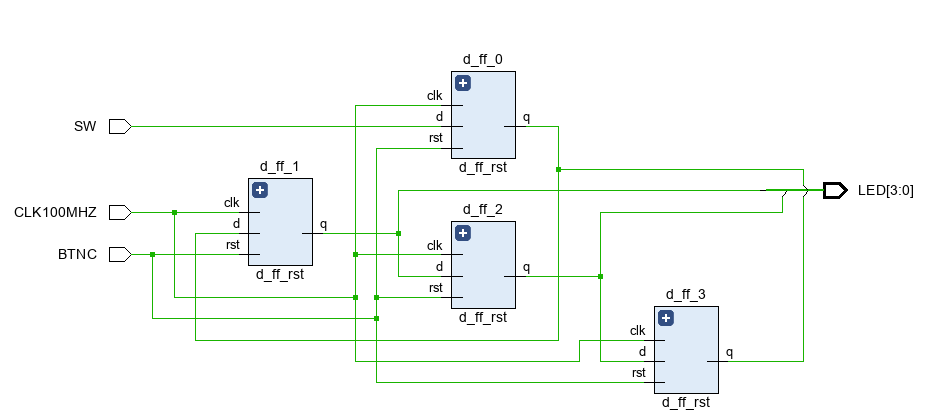 d_ff_0
clk
SW
d
q
rst
d_ff_rst
d_ff_1
clk
CLK100MHZ
d
q
BTNC
rst
d_ff_rst
LED[3:0]
d_ff_2
clk
d
q
rst
d_ff_rst
d_ff_3
clk
d
q
rst
d_ff_rst